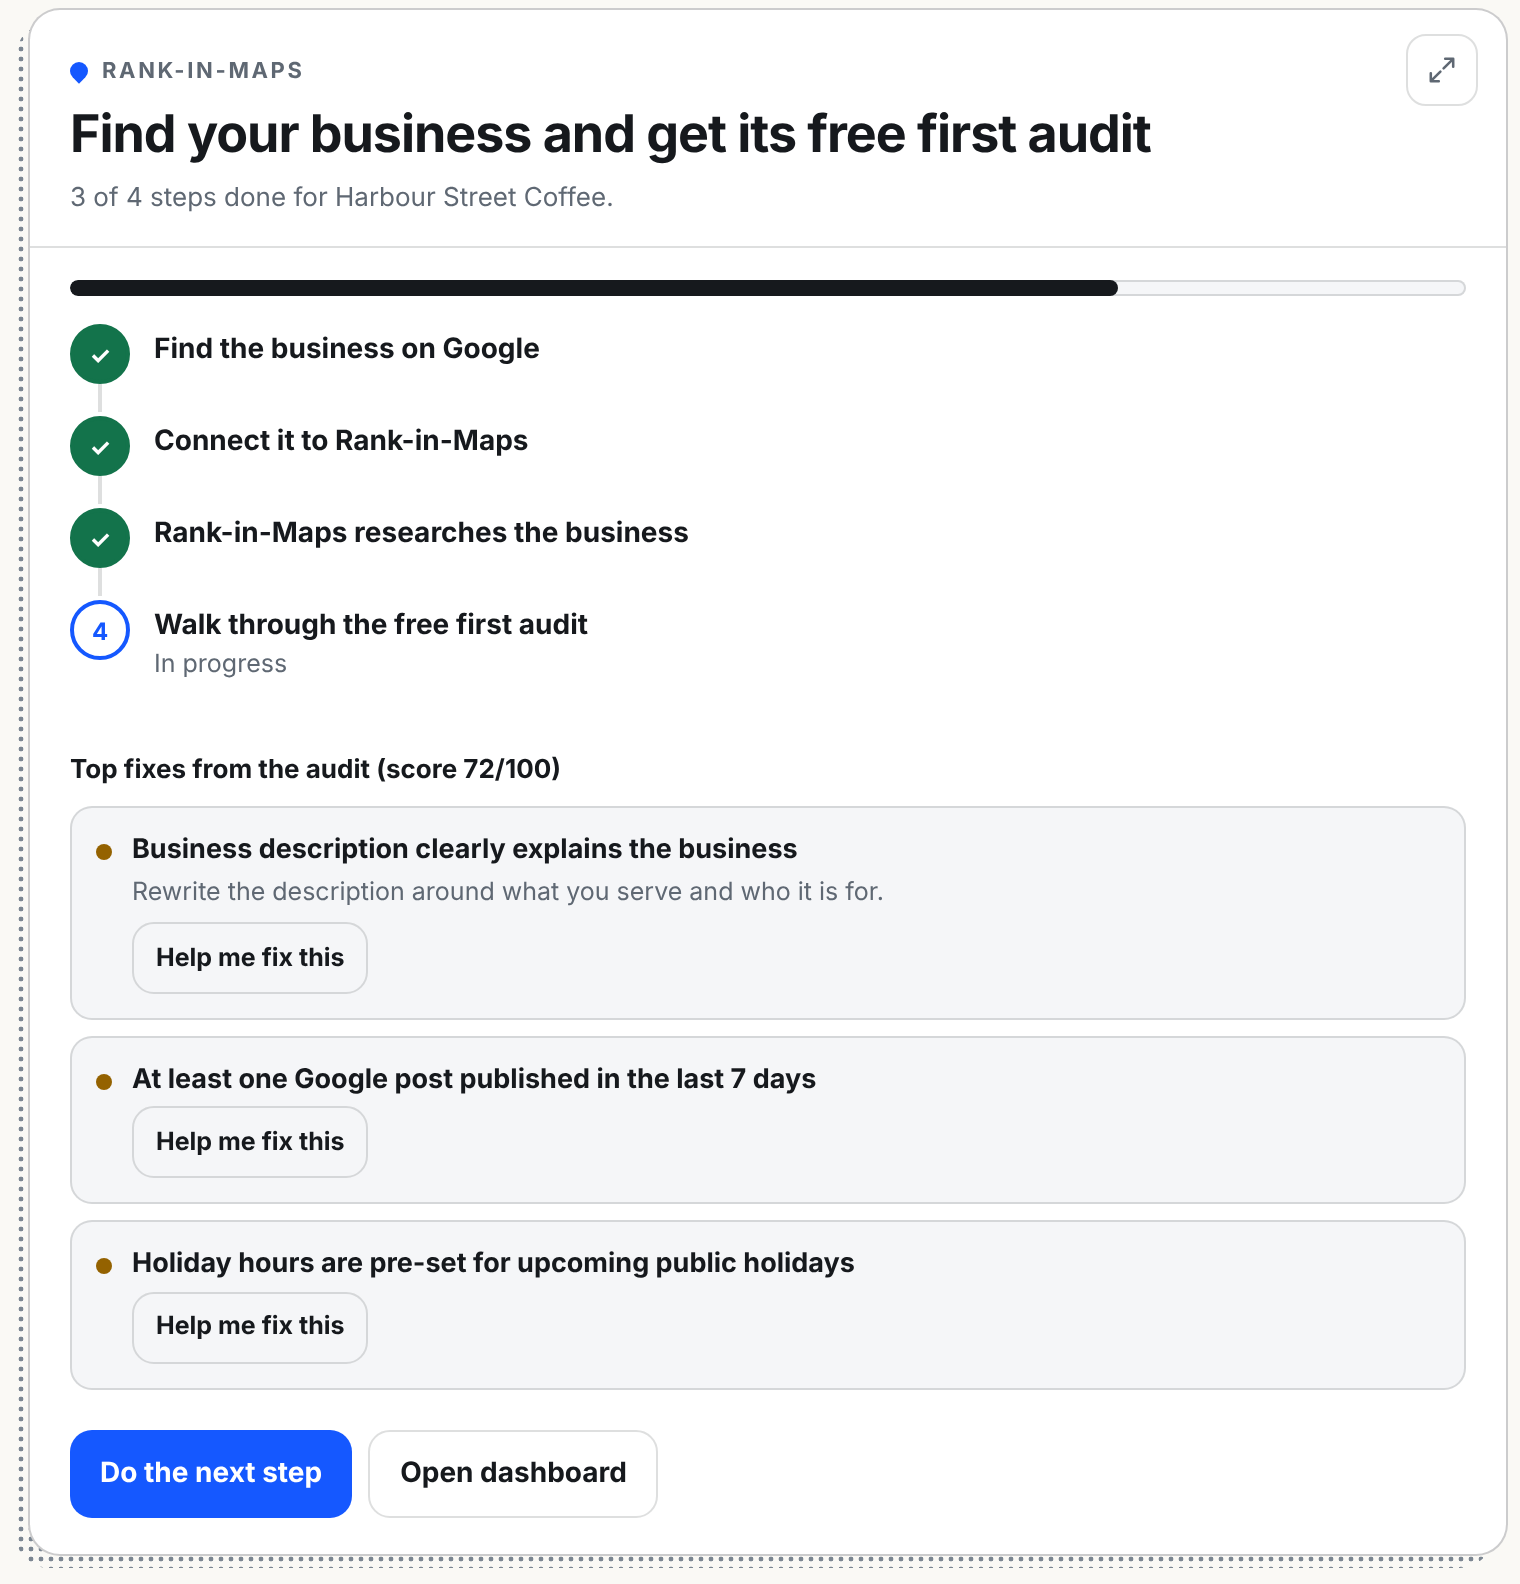 RANK-IN-MAPS
Find your business and get its free first audit
3 of 4 steps done for Harbour Street Coffee.
Find the business on Google
Connect it to Rank-in-Maps
Rank-in-Maps researches the business
4
Walk through the free first audit
In progress
Top fixes from the audit (score 72/100)
Business description clearly explains the business
Rewrite the description around what you serve and who it is for.
Help me fix this
At least one Google post published in the last 7 days
Help me fix this
Holiday hours are pre-set for upcoming public holidays
Help me fix this
Do the next step
Open dashboard